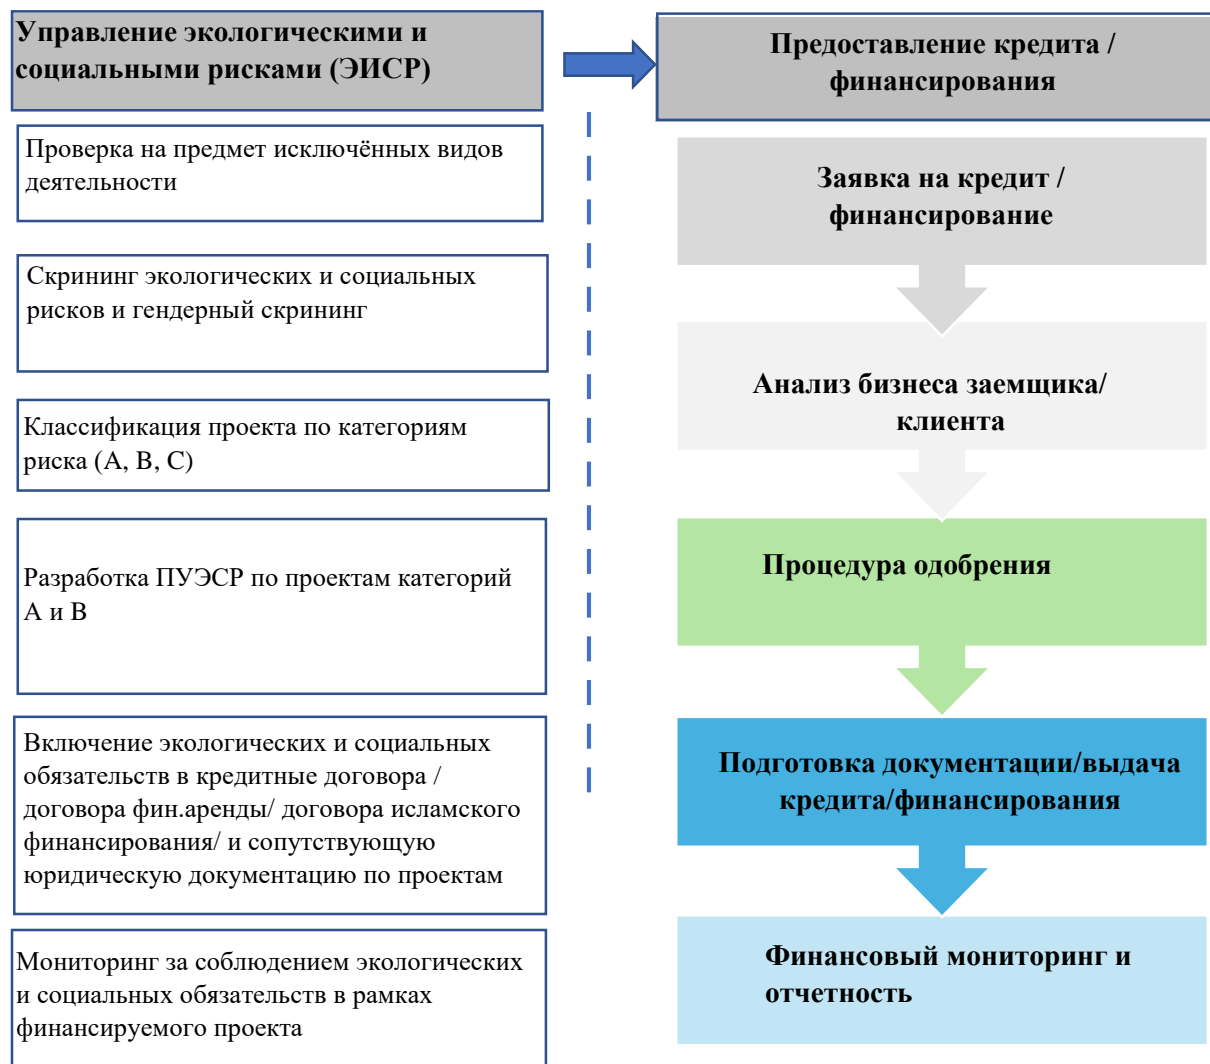 Управление экологическими и
социальными рисками (ЭИСР)
Предоставление кредита /
финансирования
Проверка на предмет исключённых видов
деятельности
Заявка на кредит /
финансирование
Скрининг экологических и социальных
рисков и гендерный скрининг
Анализ бизнеса заемщика/
клиента
Классификация проекта по категориям
риска (A, B, C)
Разработка ПУЭСР по проектам категорий
А и В
Процедура одобрения
Включение экологических и социальных
обязательств в кредитные договора /
договора фин.аренды/ договора исламского
финансирования/ и сопутствующую
юридическую документацию по проектам
Подготовка документации/выдача
кредита/финансирования
Мониторинг за соблюдением экологических
и социальных обязательств в рамках
финансируемого проекта
Финансовый мониторинг и
отчетность